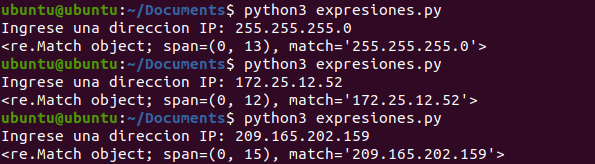 ubuntu@ubuntu:~/Documents$ python3 expresiones.py
Ingrese una direccion IP: 255.255.255.0
<re.Match object; span=(0, 13), match='255.255.255.0'>
ubuntu@ubuntu:~/Documents$ python3 expresiones.py
Ingrese una direccion IP: 172.25.12.52
<re.Match object; span=(0, 12), match='172.25.12.52'>
ubuntu@ubuntu:~/Documents$ python3 expresiones.py
Ingrese una direccion IP: 209.165.202.159
<re.Match object; span=(0, 15), match='209.165.202.159'>